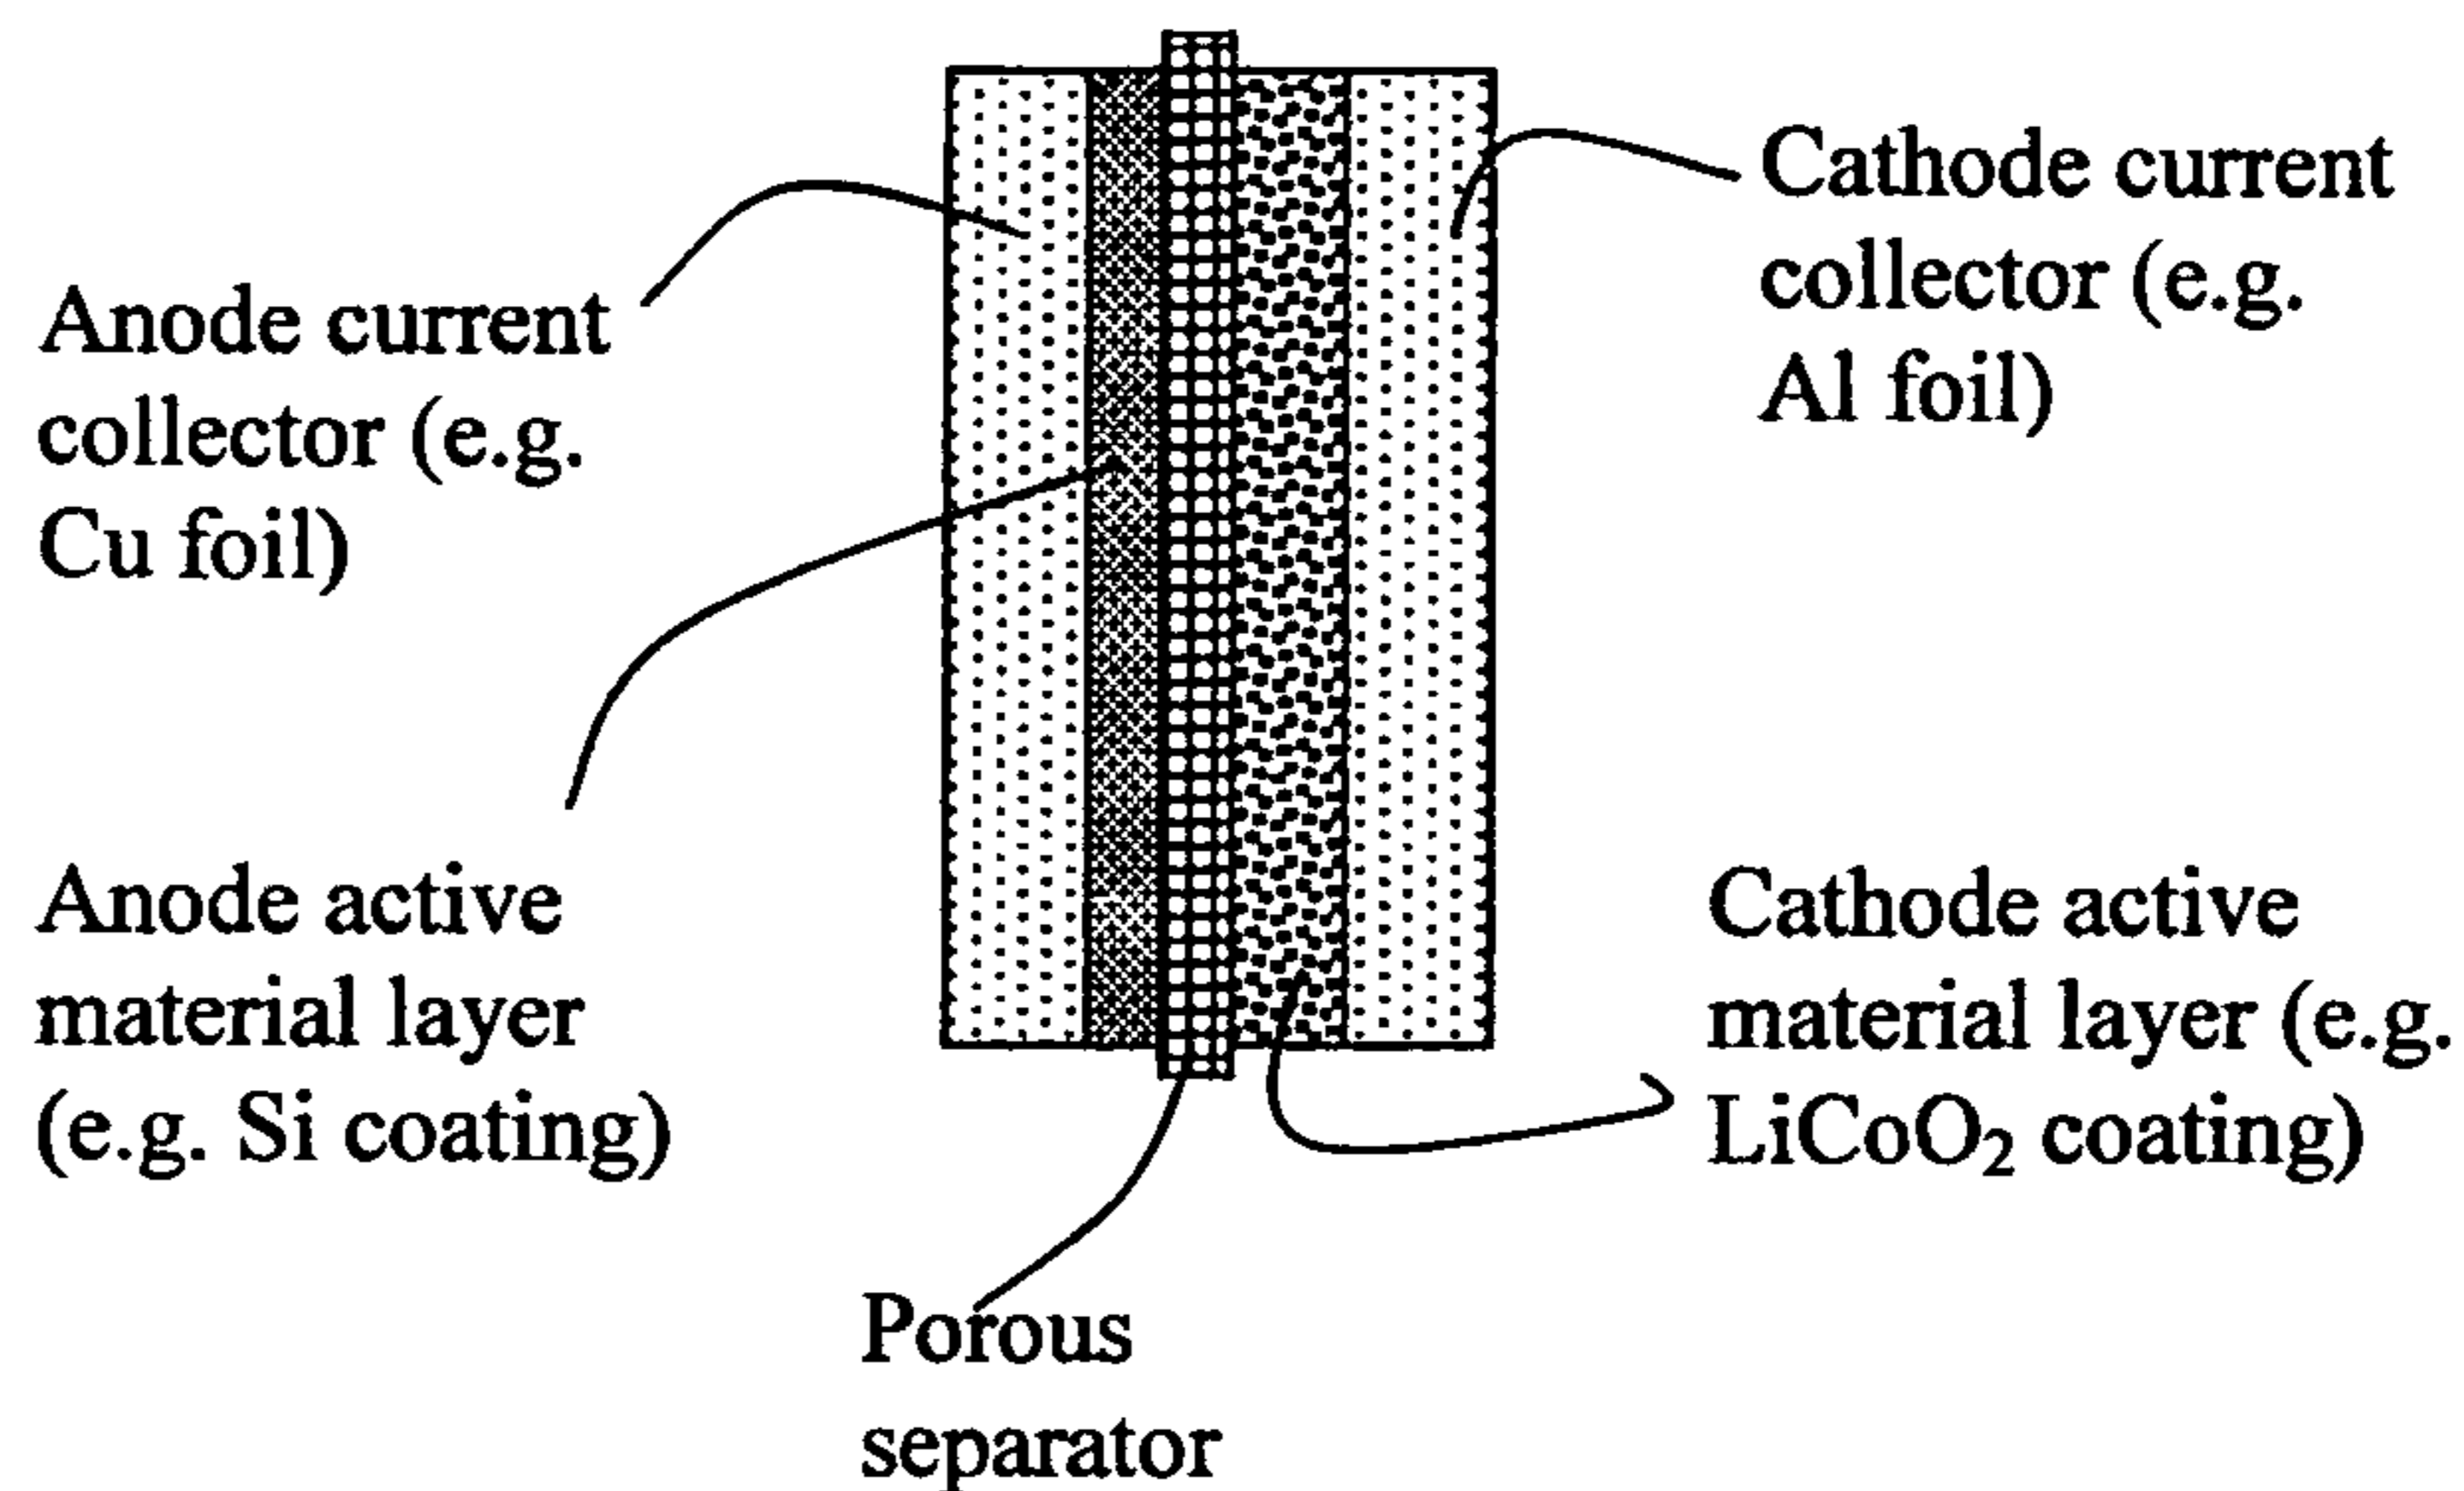 Anode current
collector (e.g.
Cu foil)
Anode active
material layer
(e.g. Si coating)
Porous
separator
Cathode current
collector (e.g.
Al foil)
Cathode active
material layer (e.g.
LiCoO₂ coating)